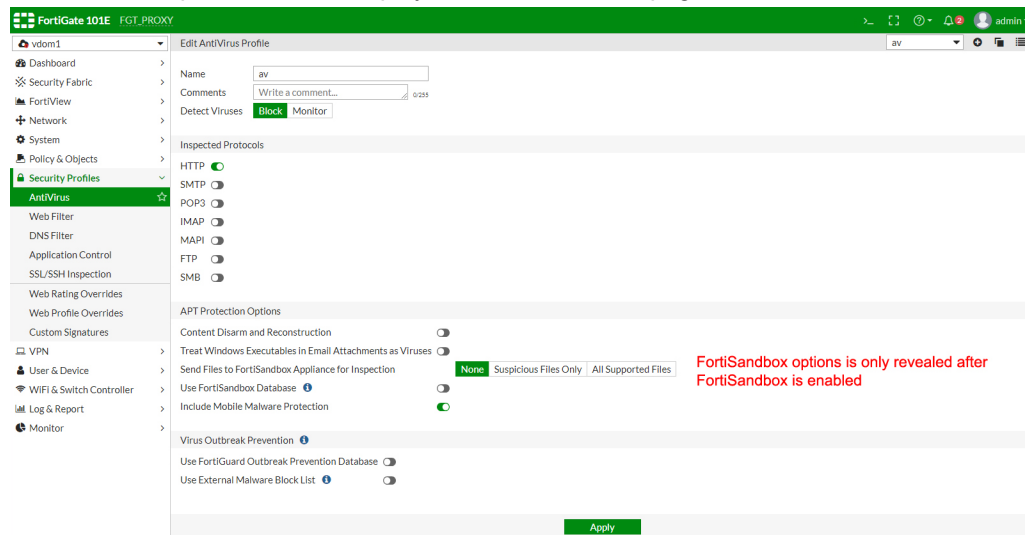 FortiGate 101E FGT_PROXY
>_ admin
2
vdom1
Edit AntiVirus Profile
av
Dashboard
Security Fabric
FortiView
Network
System
Policy & Objects
Security Profiles
AntiVirus
Web Filter
DNS Filter
Application Control
SSL/SSH Inspection
Web Rating Overrides
Web Profile Overrides
Custom Signatures
VPN
User & Device
WiFi & Switch Controller
Log & Report
Monitor
Name av
Comments Write a comment... 0/255
Detect Viruses Block Monitor
Inspected Protocols
HTTP
SMTP
POP3
IMAP
MAPI
FTP
SMB
APT Protection Options
Content Disarm and Reconstruction
Treat Windows Executables in Email Attachments as Viruses
Send Files to FortiSandbox Appliance for Inspection None Suspicious Files Only All Supported Files
Use FortiSandbox Database
Include Mobile Malware Protection
FortiSandbox options is only revealed after
FortiSandbox is enabled
Virus Outbreak Prevention
Use FortiGuard Outbreak Prevention Database
Use External Malware Block List
Apply